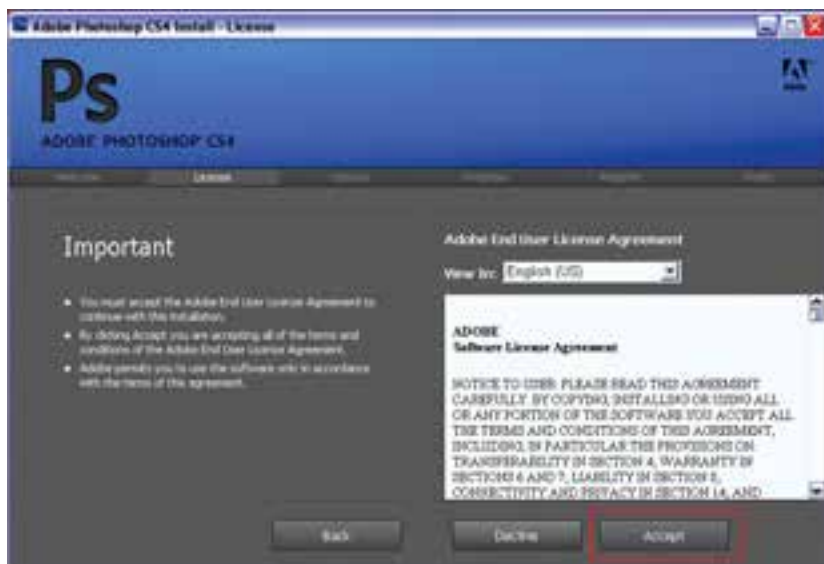 Adobe Photoshop CS4 Install - License
Ps
ADOBE PHOTOSHOP CS4
License
Important
• You must accept the Adobe End User License Agreement to
continue with this installation.
• By clicking Accept you are accepting all of the terms and
conditions of the Adobe End User License Agreement.
• Adobe permits you to use the software only in accordance
with the terms of this agreement.
Adobe End User License Agreement
View In: English (US)
ADOBE
Software License Agreement
NOTICE TO USER: PLEASE READ THIS AGREEMENT
CAREFULLY. BY COPYING, INSTALLING OR USING ALL
OR ANY PORTION OF THE SOFTWARE YOU ACCEPT ALL
THE TERMS AND CONDITIONS OF THIS AGREEMENT,
INCLUDING, IN PARTICULAR THE PROVISIONS ON
TRANSFERABILITY IN SECTION 4, WARRANTY IN
SECTIONS 6 AND 7, LIABILITY IN SECTION 8,
CONNECTIVITY AND PRIVACY IN SECTION 14, AND
Back
Decline
Accept